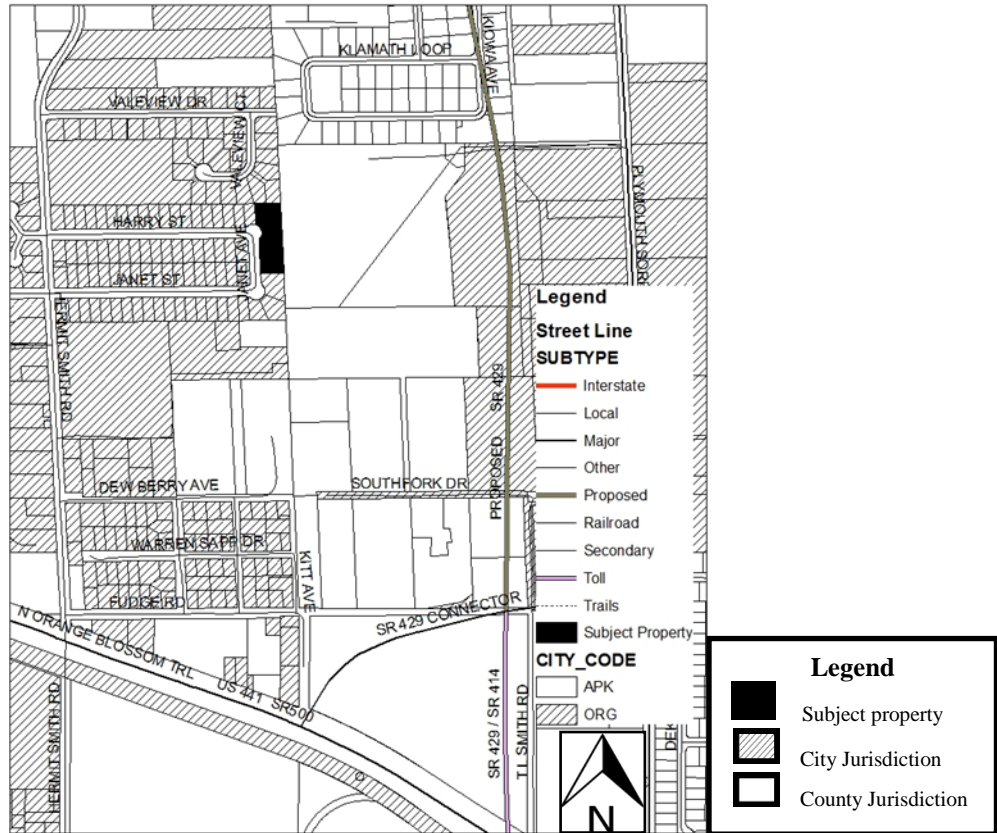 KLAMATH LOOP
KIOWA AVE
VALEVIEW DR
VALEVIEW CT
HARRY ST
JANET AVE
JANET ST
PLYMOUTH SORR
HERMIT SMITH RD
Legend
Street Line
SUBTYPE
Interstate
Local
Major
Other
Proposed
Railroad
Secondary
Toll
Trails
Subject Property
CITY_CODE
APK
ORG
PROPOSED SR 429
DEW BERRY AVE
SOUTHFORK DR
WARREN SAPP DR
KITT AVE
FUDGE RD
SR 429 CONNECTOR
N ORANGE BLOSSOM TRL
US 441 SR500
HERMIT SMITH RD
SR 429 / SR 414
T L SMITH RD
N
Legend
Subject property
City Jurisdiction
County Jurisdiction